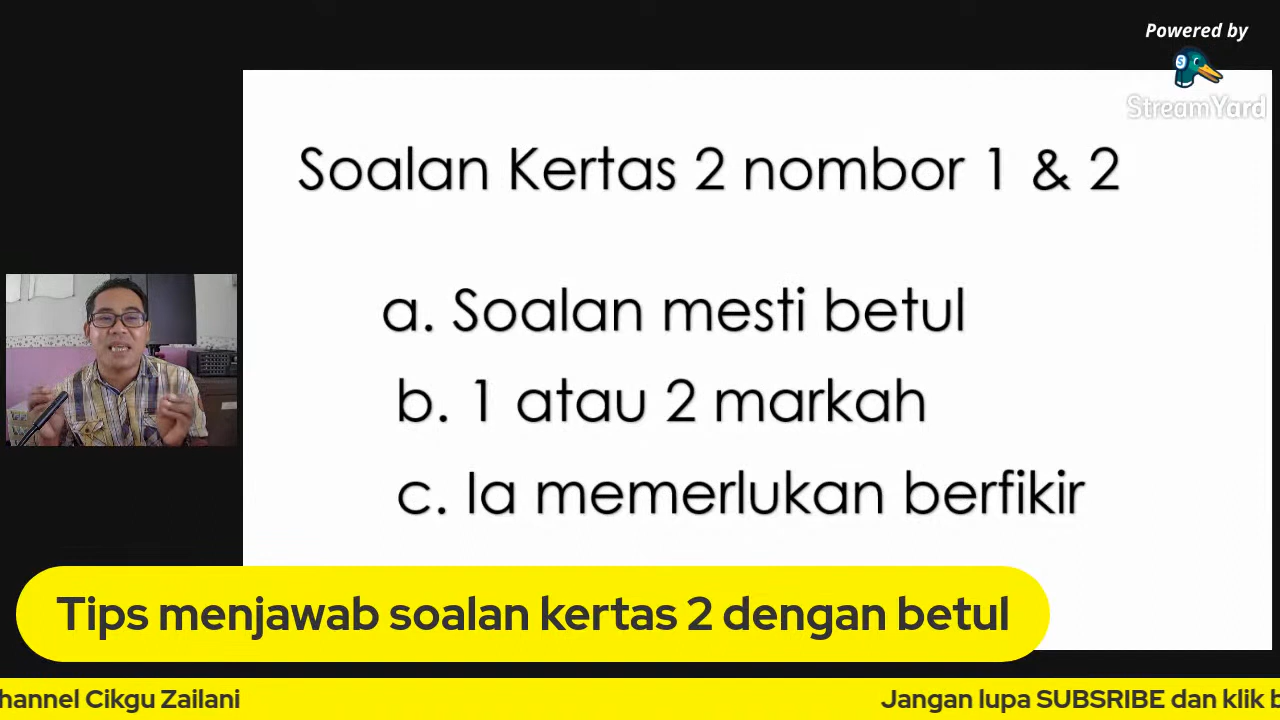 Powered by
StreamYard
Soalan Kertas 2 nombor 1 & 2
a. Soalan mesti betul
b. 1 atau 2 markah
c. Ia memerlukan berfikir
Tips menjawab soalan kertas 2 dengan betul
hannel Cikgu Zailani
Jangan lupa SUBSRIBE dan klik b